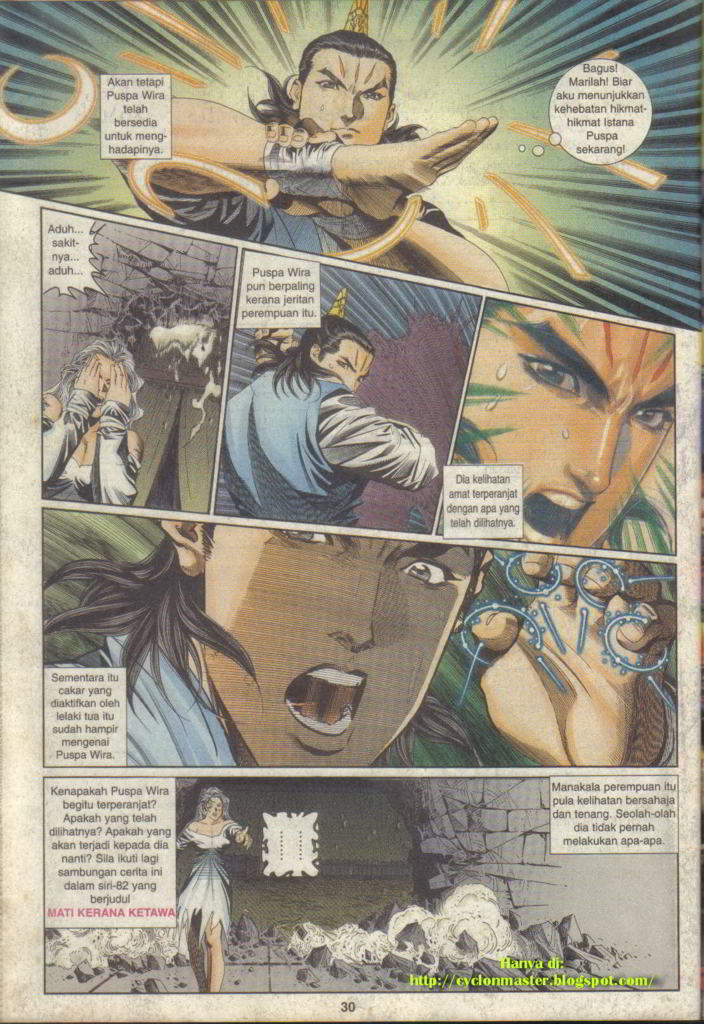 Akan tetapi
Puspa Wira
telah
bersedia
untuk meng-
hadapinya.
Bagus!
Marilah! Biar
aku menunjukkan
kehebatan hikmat-
hikmat Istana
Puspa
sekarang!
Aduh...
sakit-
nya...
aduh...
Puspa Wira
pun berpaling
kerana jeritan
perempuan itu.
Dia kelihatan
amat terperanjat
dengan apa yang
telah dilihatnya.
Sementara itu
cakar yang
diaktifkan oleh
lelaki tua itu
sudah hampir
mengenai
Puspa Wira.
Kenapakah Puspa Wira
begitu terperanjat?
Apakah yang telah
dilihatnya? Apakah yang
akan terjadi kepada dia
nanti? Sila ikuti lagi
sambungan cerita ini
dalam siri-82 yang
berjudul
MATI KERANA KETAWA
Manakala perempuan itu
pula kelihatan bersahaja
dan tenang. Seolah-olah
dia tidak pernah
melakukan apa-apa.
Hanya di:
http://cyclonmaster.blogspot.com/
30